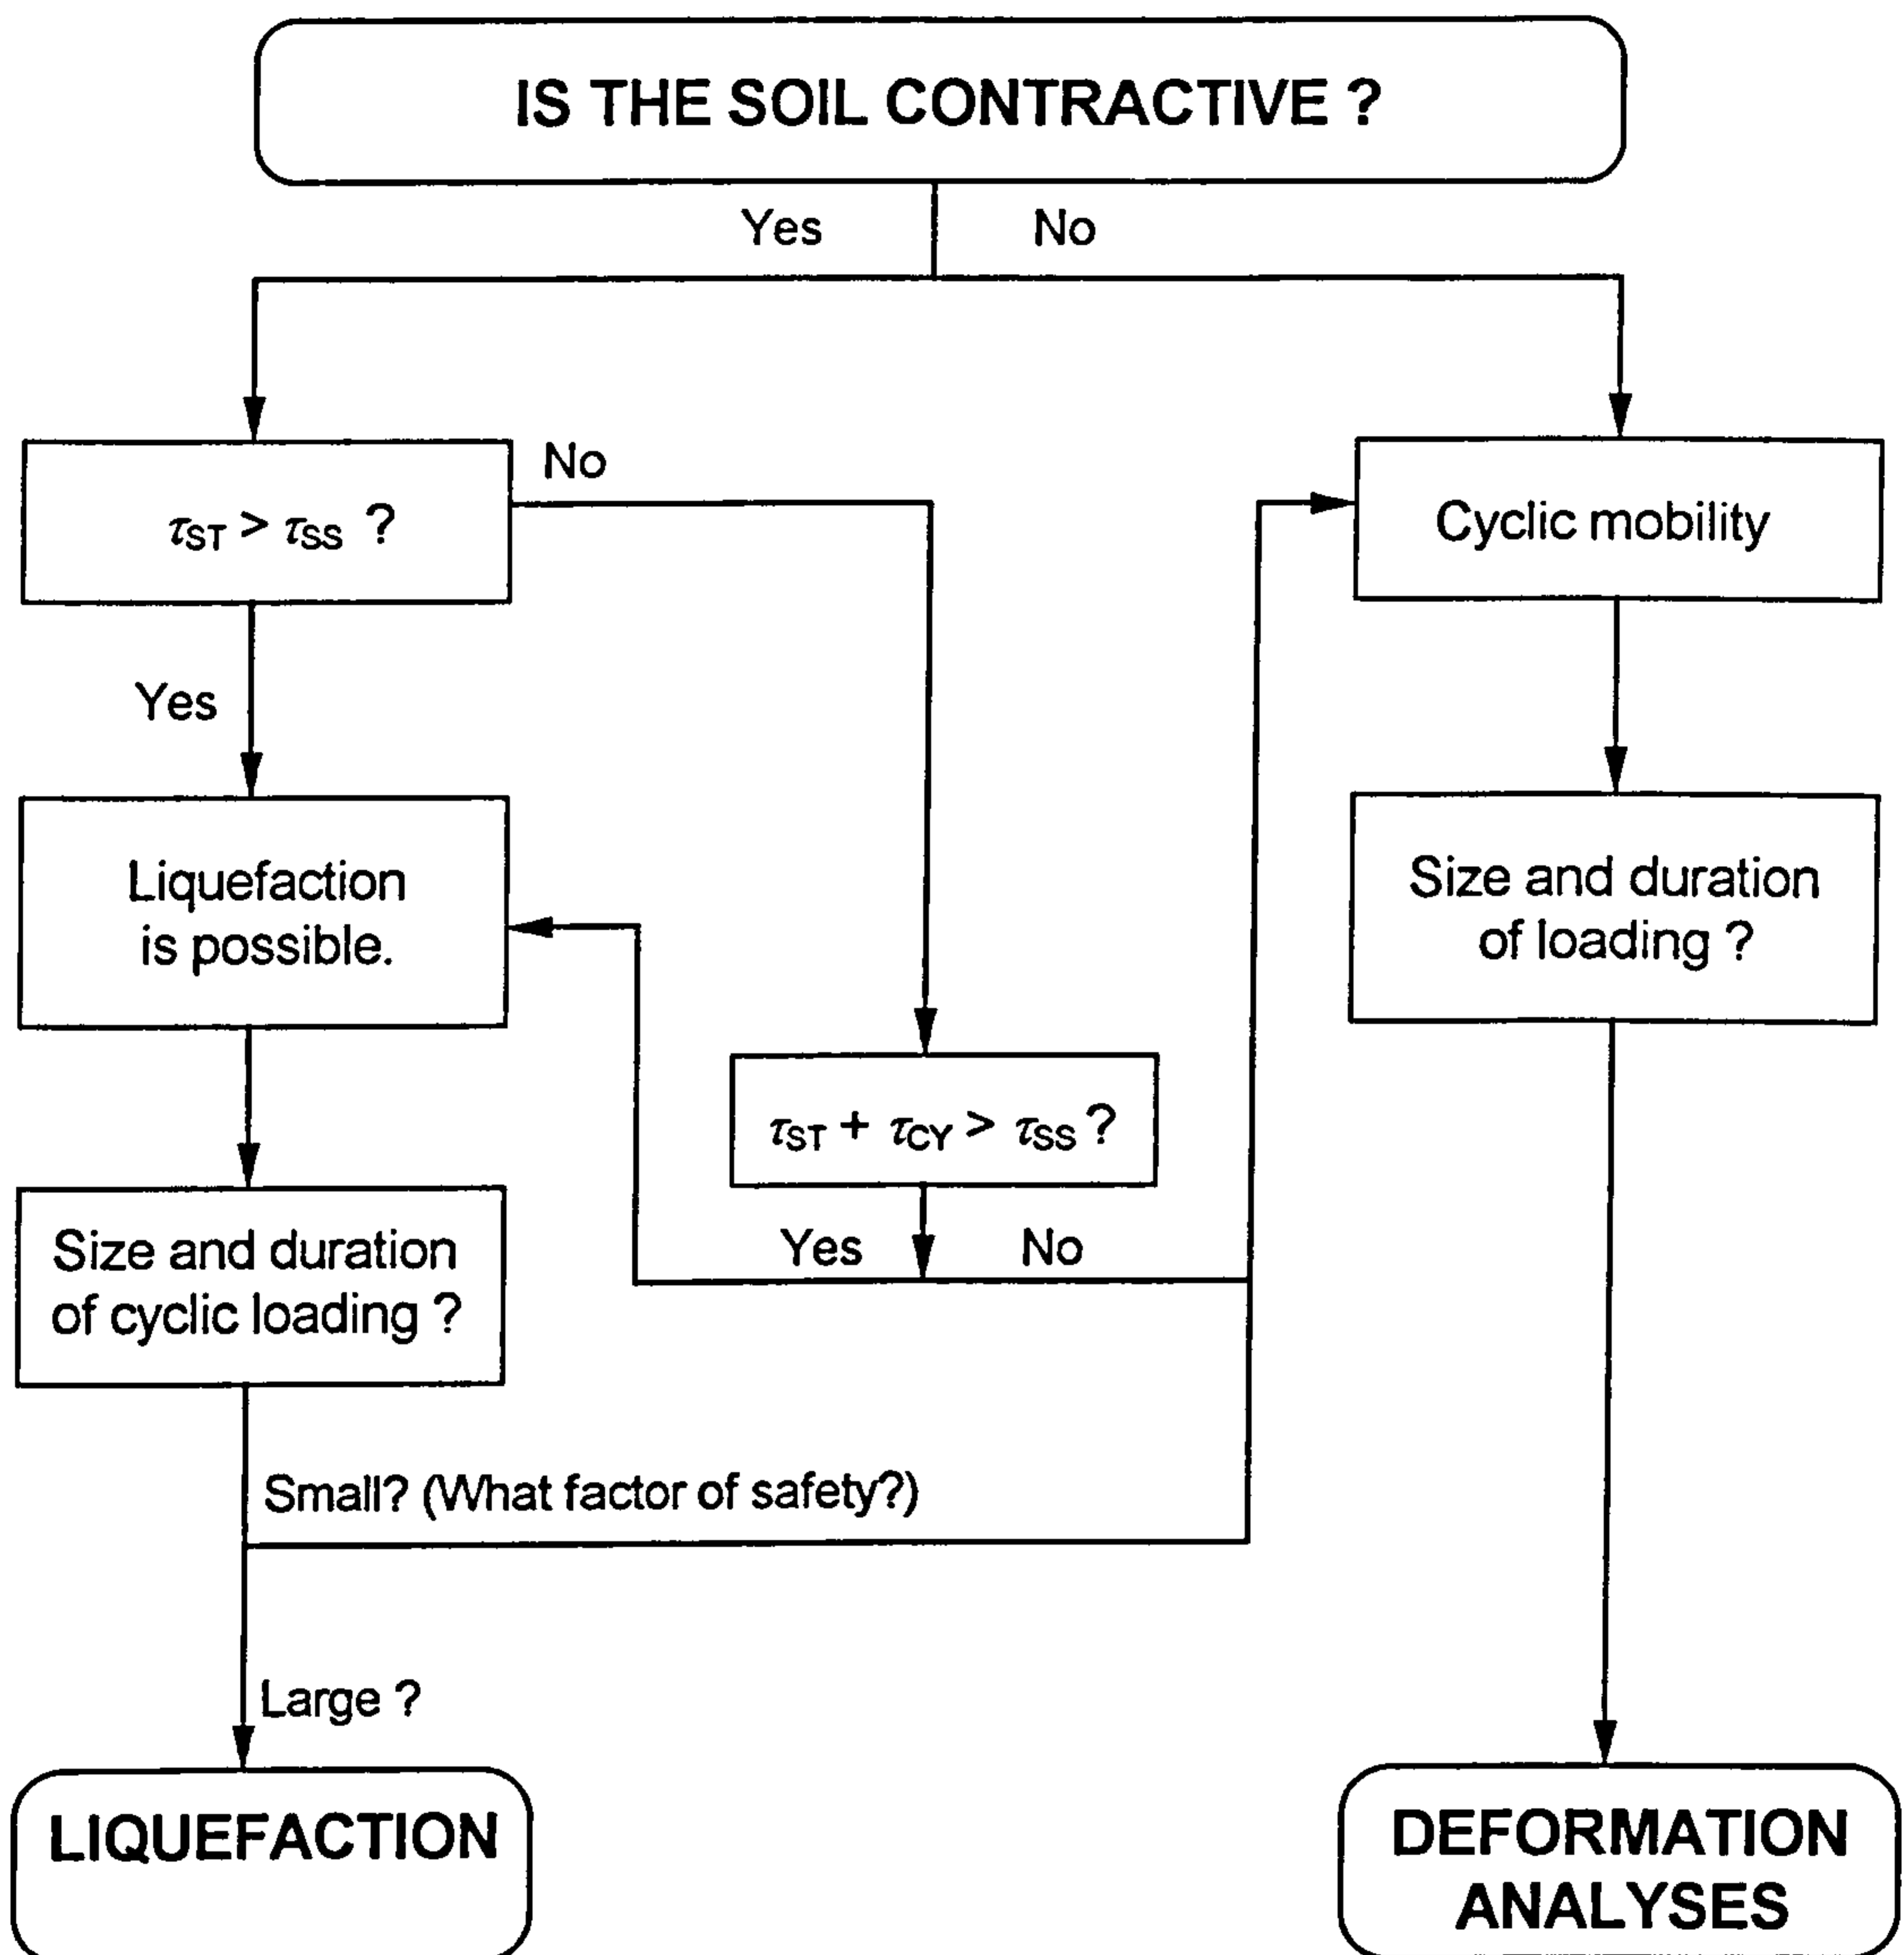 IS THE SOIL CONTRACTIVE ?
Yes
No
τST > τSS ?
No
Cyclic mobility
Yes
Liquefaction
is possible.
Size and duration
of loading ?
τST + τCY > τSS ?
Yes
No
Size and duration
of cyclic loading ?
Small? (What factor of safety?)
Large ?
LIQUEFACTION
DEFORMATION
ANALYSES